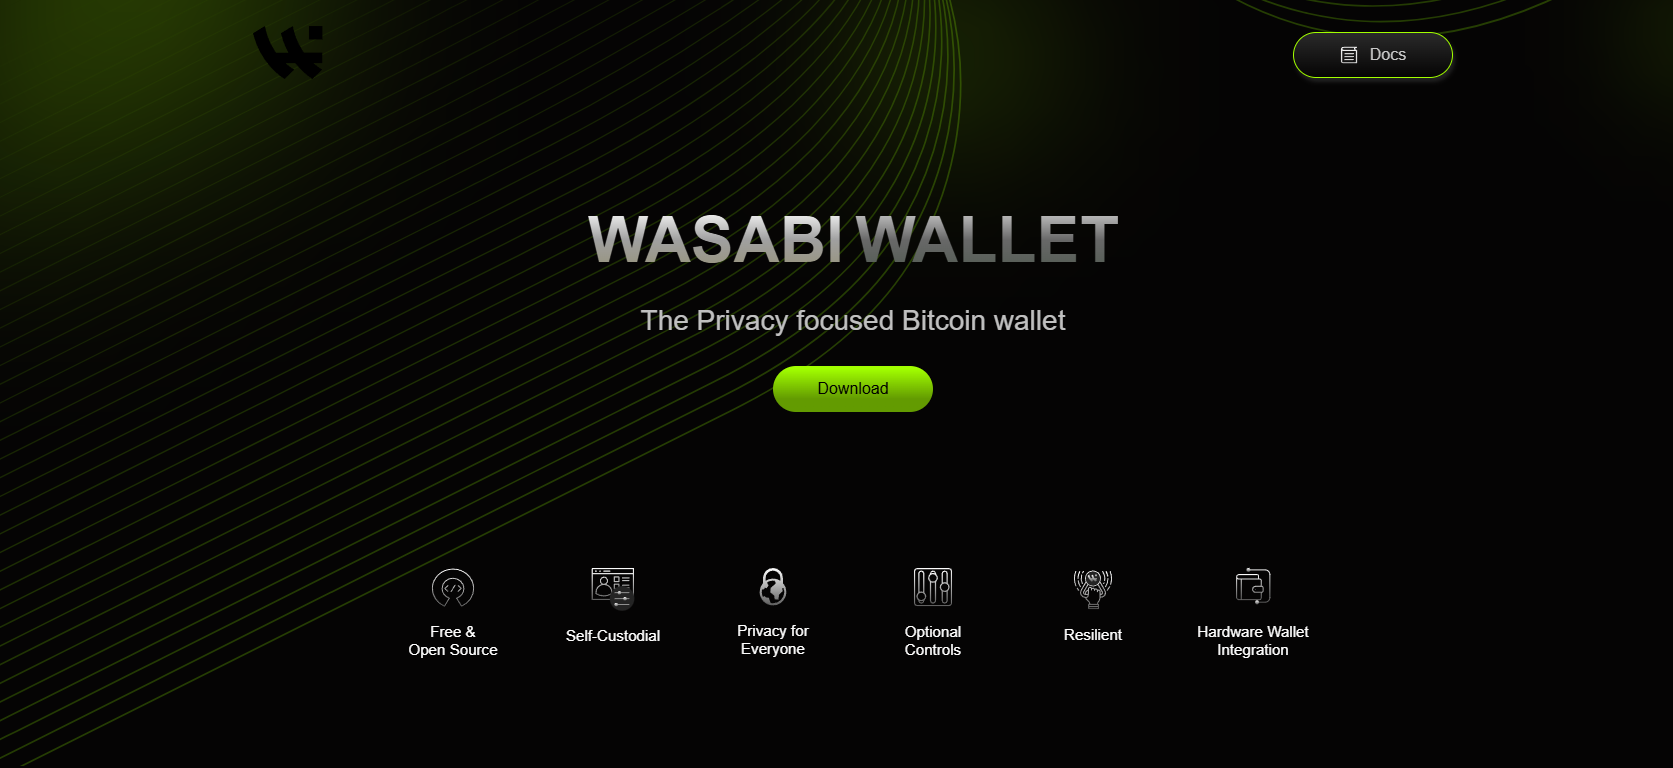 Docs
WASABI WALLET
The Privacy focused Bitcoin wallet
Download
Free &
Open Source
Self-Custodial
Privacy for
Everyone
Optional
Controls
Resilient
Hardware Wallet
Integration